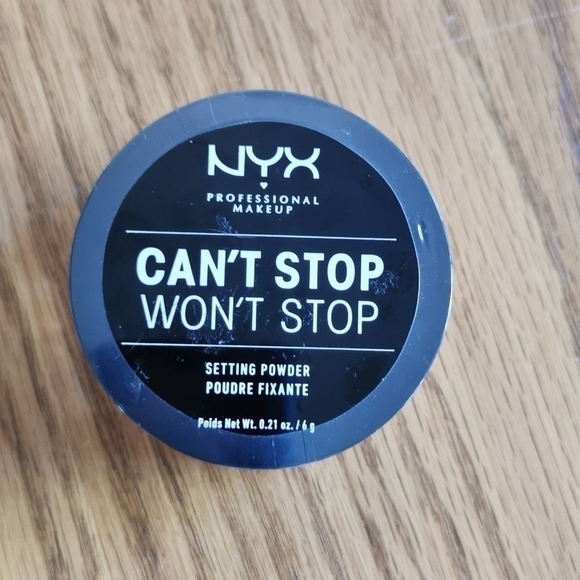 NYX
PROFESSIONAL
MAKEUP
CAN'T STOP
WON'T STOP
SETTING POWDER
POUDRE FIXANTE
Poids Net Wt. 0.21 oz. / 6 g